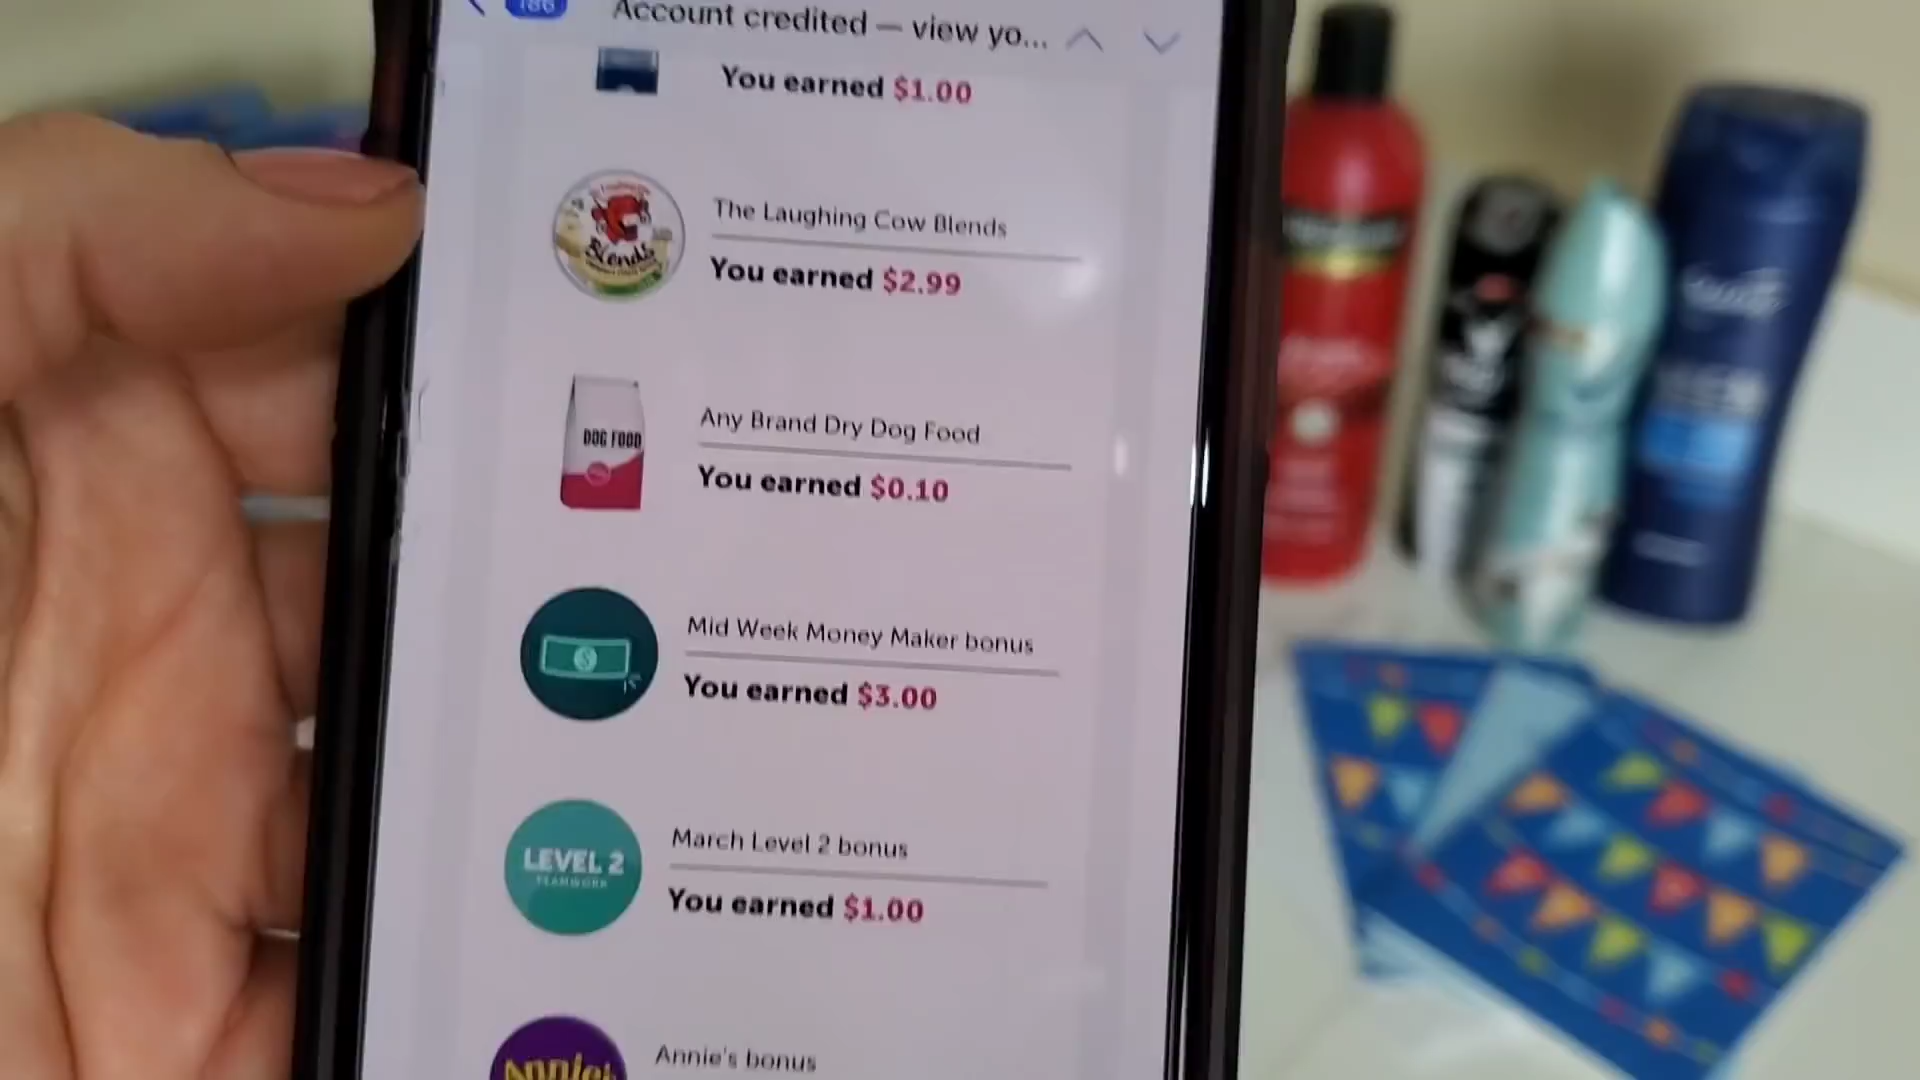 186
Account credited — view yo...
You earned $1.00
The Laughing Cow Blends
Blends
You earned $2.99
Any Brand Dry Dog Food
DOG FOOD
You earned $0.10
Mid Week Money Maker bonus
$
You earned $3.00
March Level 2 bonus
LEVEL 2
TEAMWORK
You earned $1.00
Annie's bonus
Annie's